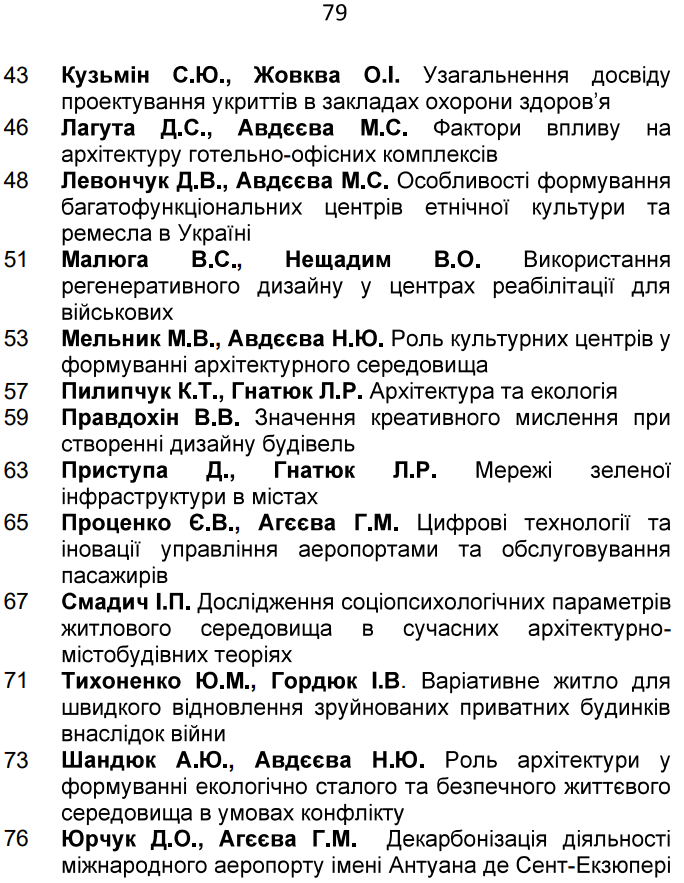 79
43 Кузьмін С.Ю., Жовква О.І. Узагальнення досвіду
проектування укриттів в закладах охорони здоров’я
46 Лагута Д.С., Авдєєва М.С. Фактори впливу на
архітектуру готельно-офісних комплексів
48 Левончук Д.В., Авдєєва М.С. Особливості формування
багатофункціональних центрів етнічної культури та
ремесла в Україні
51 Малюга В.С., Нещадим В.О. Використання
регенеративного дизайну у центрах реабілітації для
військових
53 Мельник М.В., Авдєєва Н.Ю. Роль культурних центрів у
формуванні архітектурного середовища
57 Пилипчук К.Т., Гнатюк Л.Р. Архітектура та екологія
59 Правдохін В.В. Значення креативного мислення при
створенні дизайну будівель
63 Приступа Д., Гнатюк Л.Р. Мережі зеленої
інфраструктури в містах
65 Проценко Є.В., Агєєва Г.М. Цифрові технології та
іновації управління аеропортами та обслуговування
пасажирів
67 Смадич І.П. Дослідження соціопсихологічних параметрів
житлового середовища в сучасних архітектурно-
містобудівних теоріях
71 Тихоненко Ю.М., Гордюк І.В. Варіативне житло для
швидкого відновлення зруйнованих приватних будинків
внаслідок війни
73 Шандюк А.Ю., Авдєєва Н.Ю. Роль архітектури у
формуванні екологічно сталого та безпечного життєвого
середовища в умовах конфлікту
76 Юрчук Д.О., Агєєва Г.М. Декарбонізація діяльності
міжнародного аеропорту імені Антуана де Сент-Екзюпері